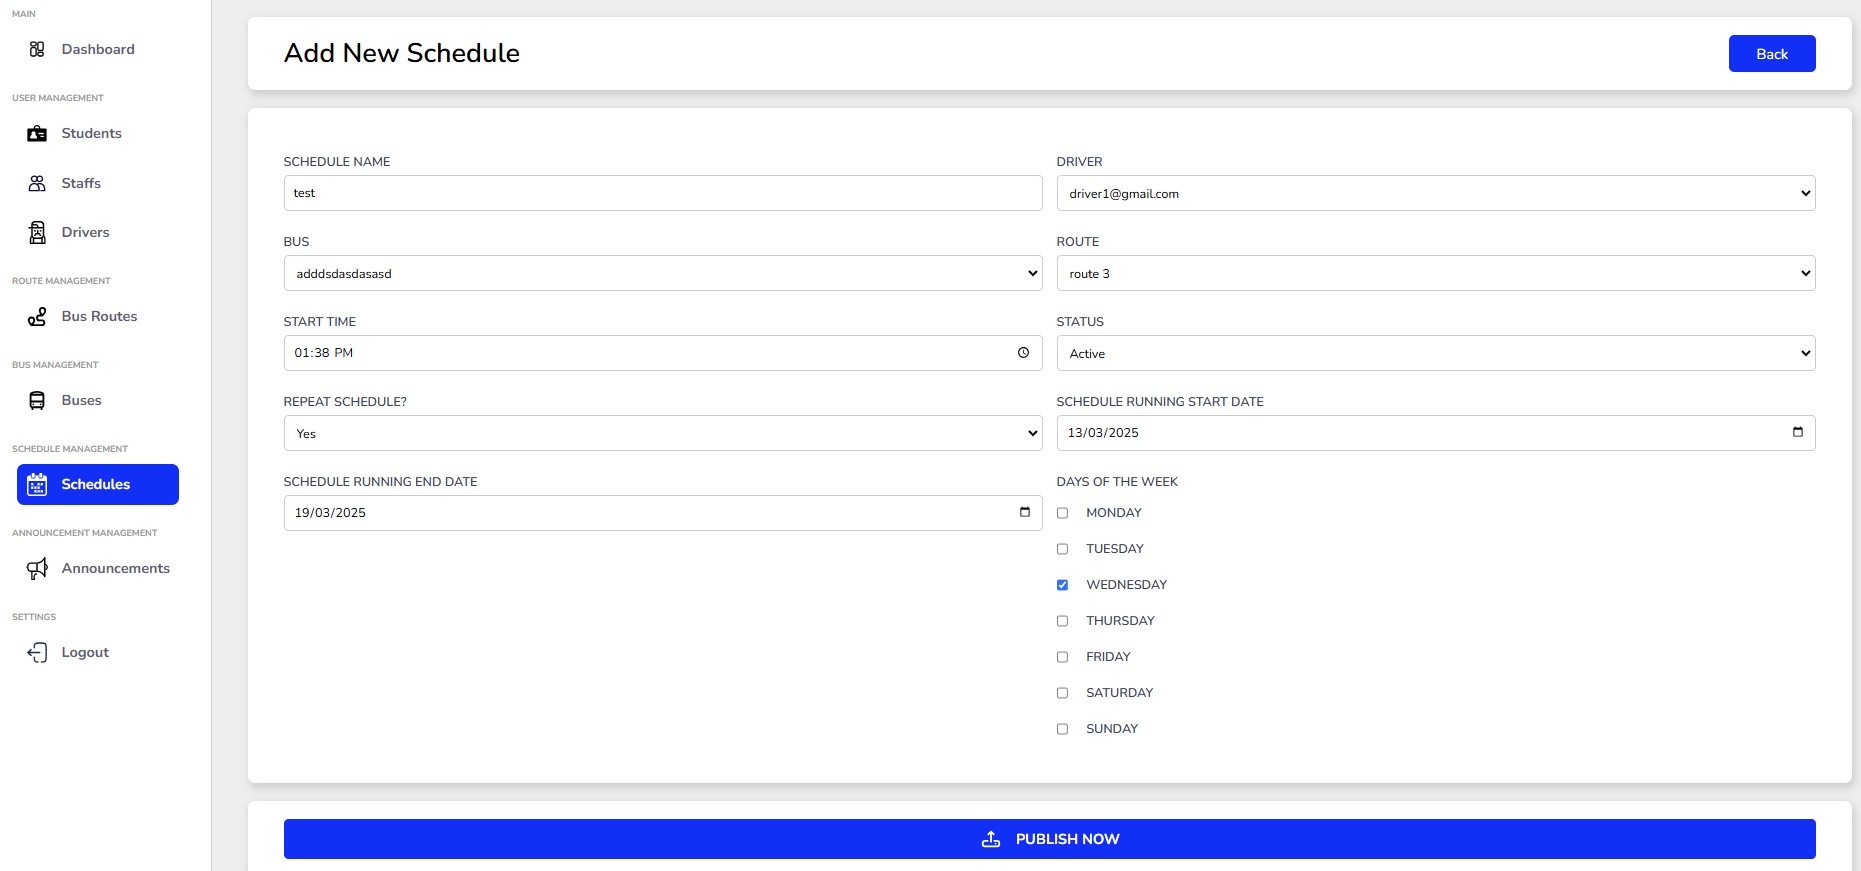 MAIN
Dashboard
USER MANAGEMENT
Students
Staffs
Drivers
ROUTE MANAGEMENT
Bus Routes
BUS MANAGEMENT
Buses
SCHEDULE MANAGEMENT
Schedules
ANNOUNCEMENT MANAGEMENT
Announcements
SETTINGS
Logout
Add New Schedule
Back
SCHEDULE NAME
test
DRIVER
driver1@gmail.com
BUS
adddsdasdasasd
ROUTE
route 3
START TIME
01:38 PM
STATUS
Active
REPEAT SCHEDULE?
Yes
SCHEDULE RUNNING START DATE
13/03/2025
SCHEDULE RUNNING END DATE
19/03/2025
DAYS OF THE WEEK
MONDAY
TUESDAY
WEDNESDAY
THURSDAY
FRIDAY
SATURDAY
SUNDAY
PUBLISH NOW